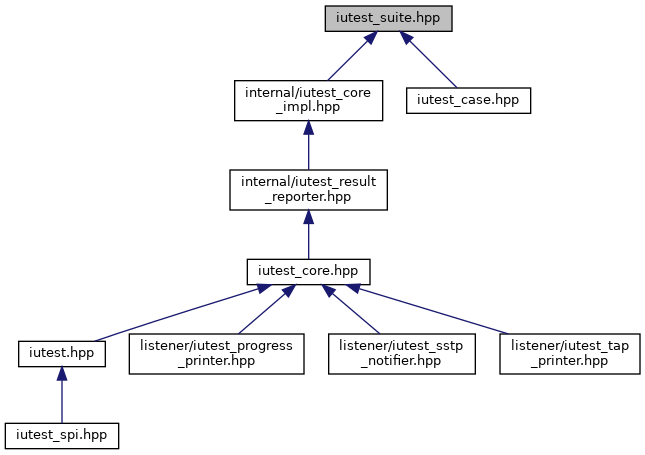 iutest_suite.hpp
internal/iutest_core
_impl.hpp
iutest_case.hpp
internal/iutest_result
_reporter.hpp
iutest_core.hpp
iutest.hpp
listener/iutest_progress
_printer.hpp
listener/iutest_sstp
_notifier.hpp
listener/iutest_tap
_printer.hpp
iutest_spi.hpp